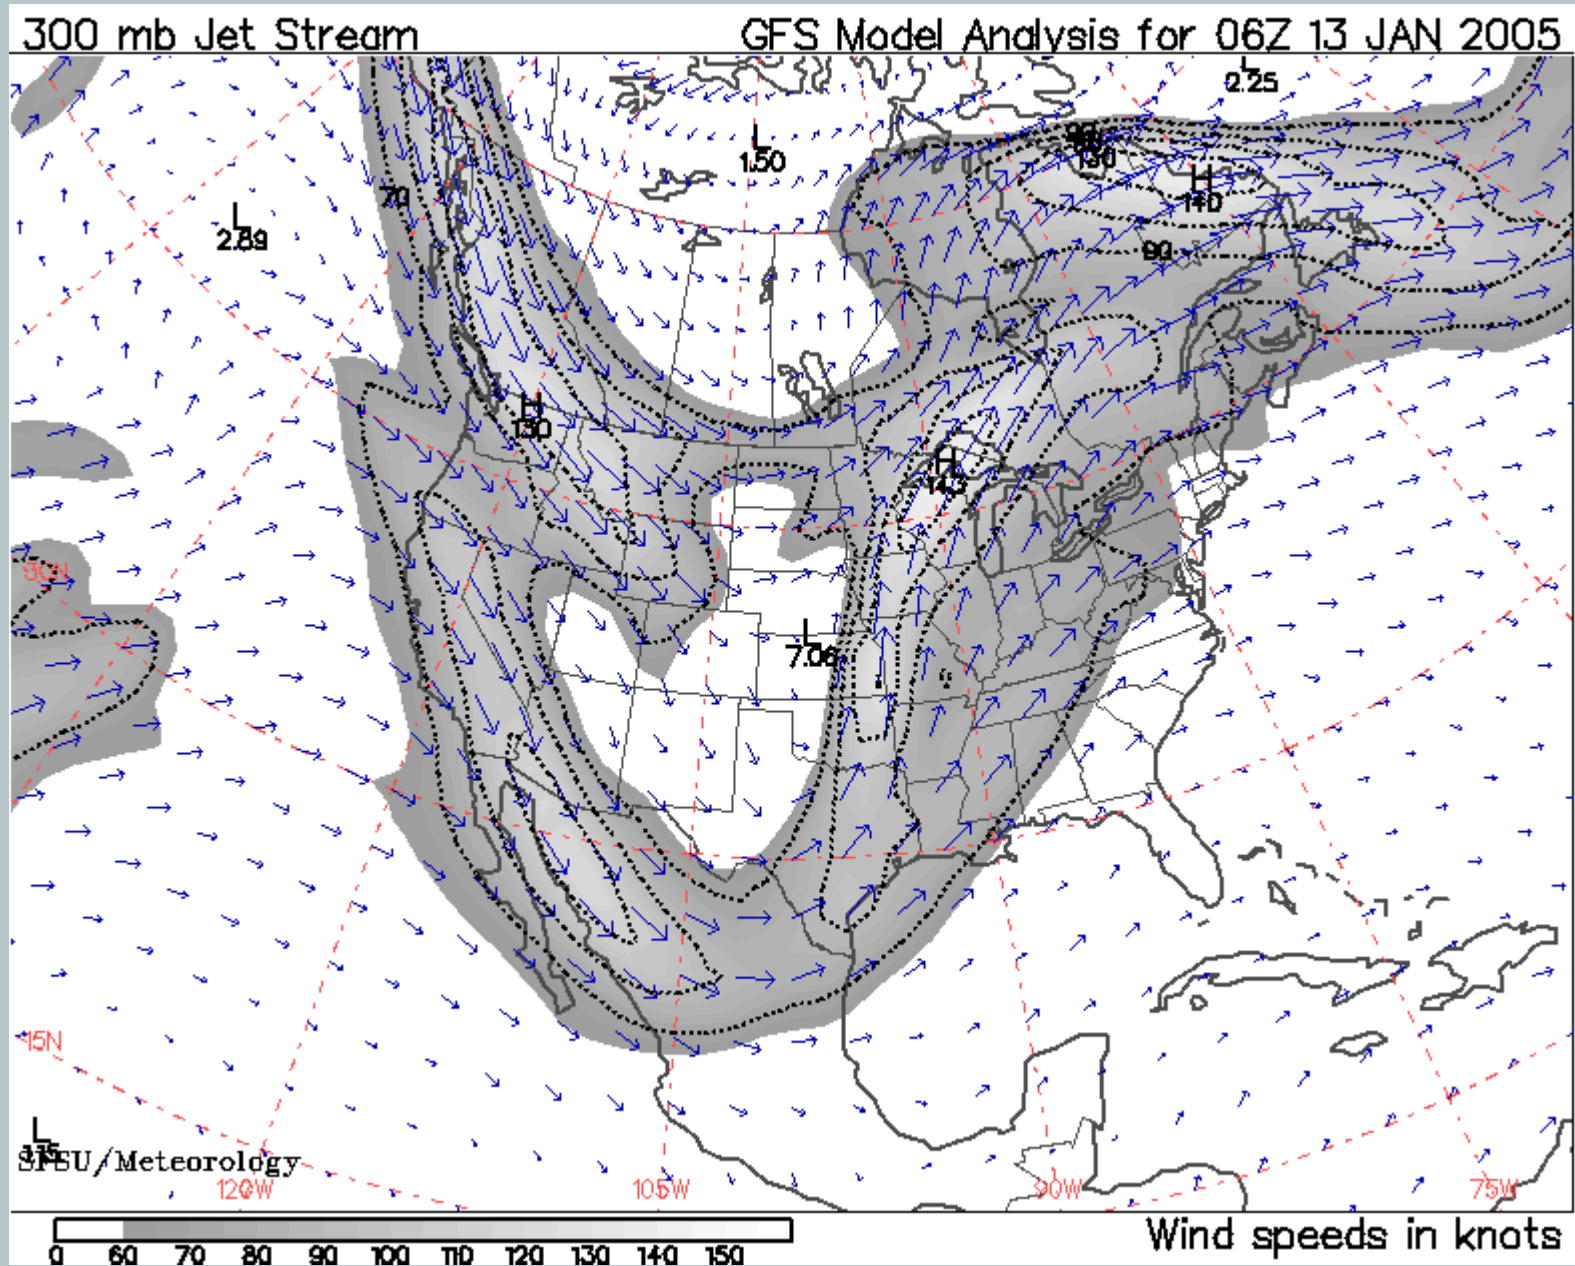 300 mb Jet Stream
GFS Model Analysis for 06Z 13 JAN 2005
L
2.25
L
1.50
130
H
140
70
L
2.89
90
H
130
H
30N
L
7.06
15N
L
SFSU/Meteorology
120W
105W
90W
75W
0 60 70 80 90 100 110 120 130 140 150
Wind speeds in knots